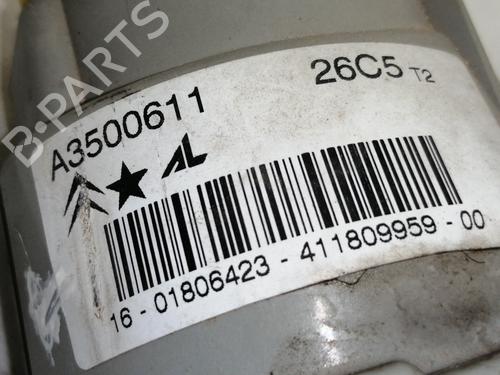 B-PARTS
26C5 T2
A3500611
AL
16 - 01806423 - 411809959 - 00